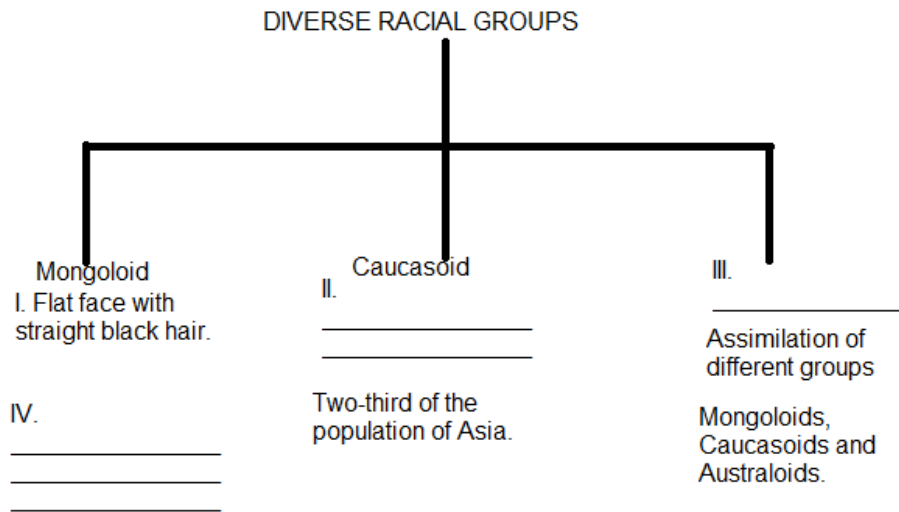 DIVERSE RACIAL GROUPS
Mongoloid
I. Flat face with
straight black hair.
IV.
Caucasoid
II.
Two-third of the
population of Asia.
III.
Assimilation of
different groups
Mongoloids,
Caucasoids and
Australoids.